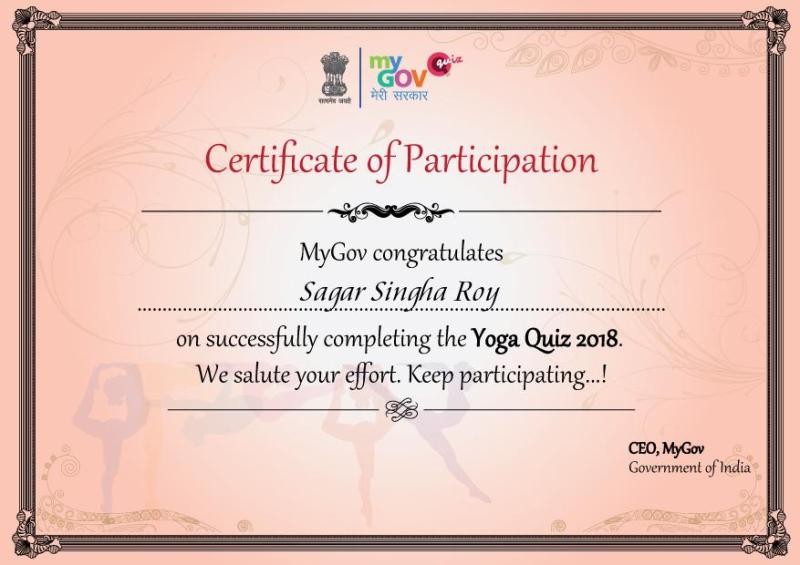 सत्यमेव जयते
my GOV quiz
मेरी सरकार
Certificate of Participation
MyGov congratulates
Sagar Singha Roy
on successfully completing the Yoga Quiz 2018.
We salute your effort. Keep participating...!
CEO, MyGov
Government of India